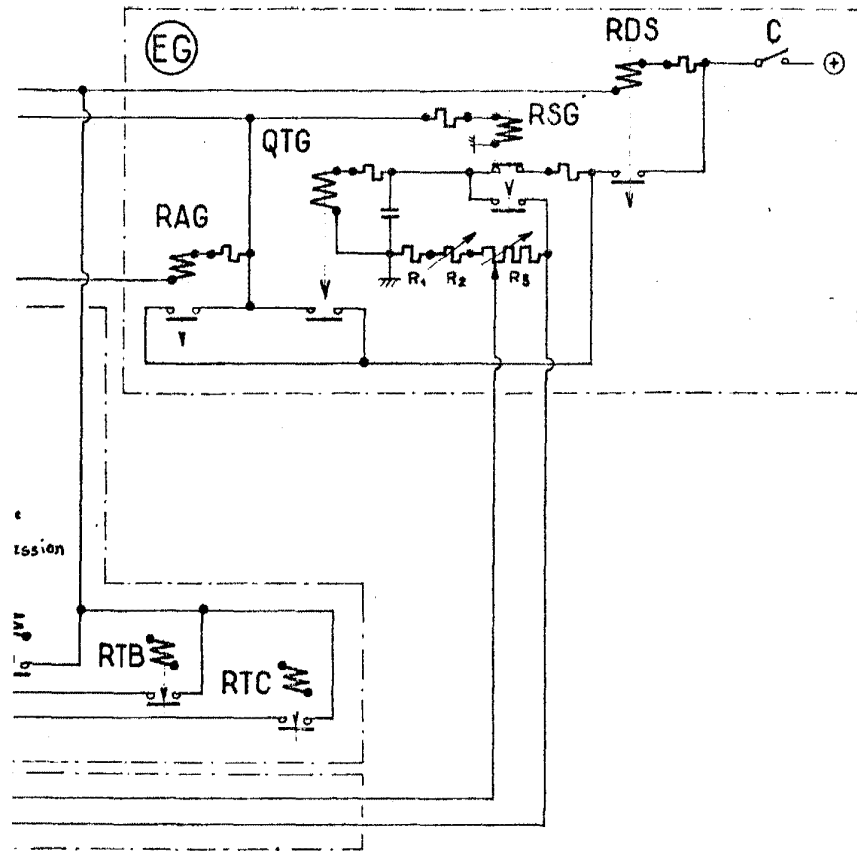 RDS C
EG
+
RSG
QTG
RAG
R1 R2 R3
ission
RTB
RTC